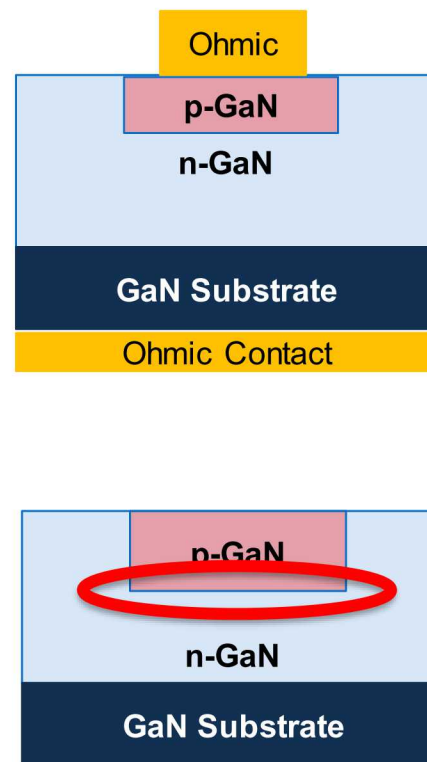 Ohmic
p-GaN
n-GaN
GaN Substrate
Ohmic Contact
p-GaN
n-GaN
GaN Substrate